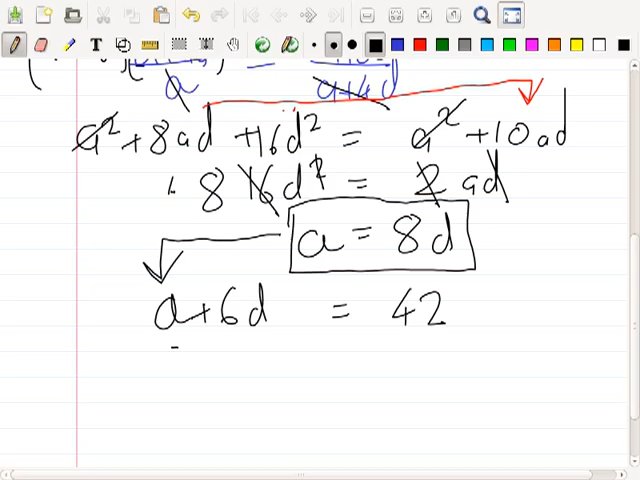 a² + 8ad + 16d² = a² + 10ad
8 16d² = 2 ad
a = 8d
a + 6d = 42